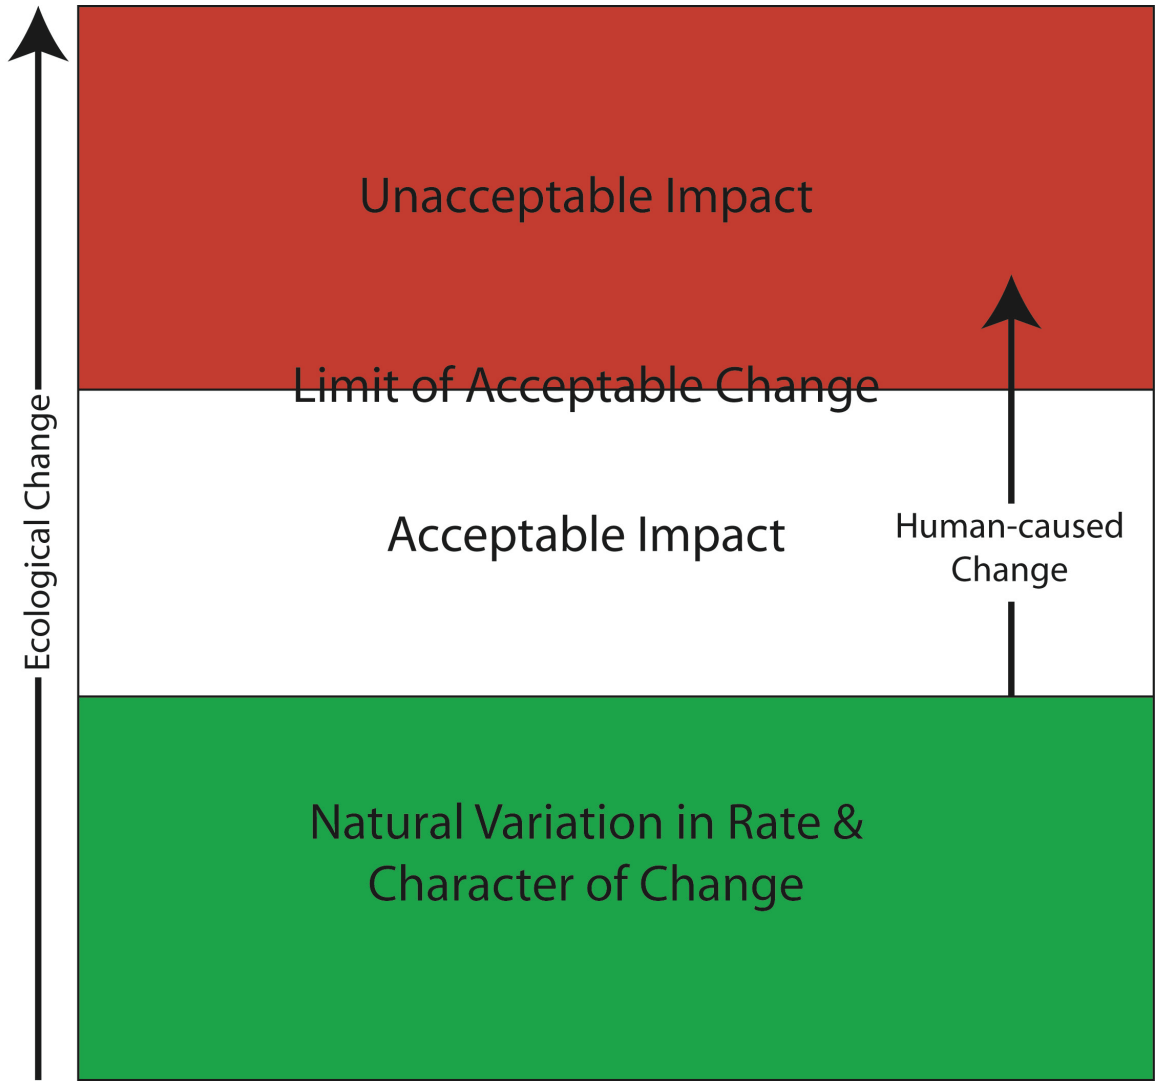 Unacceptable Impact
Limit of Acceptable Change
Acceptable Impact
Human-caused
Change
Natural Variation in Rate &
Character of Change
Ecological Change